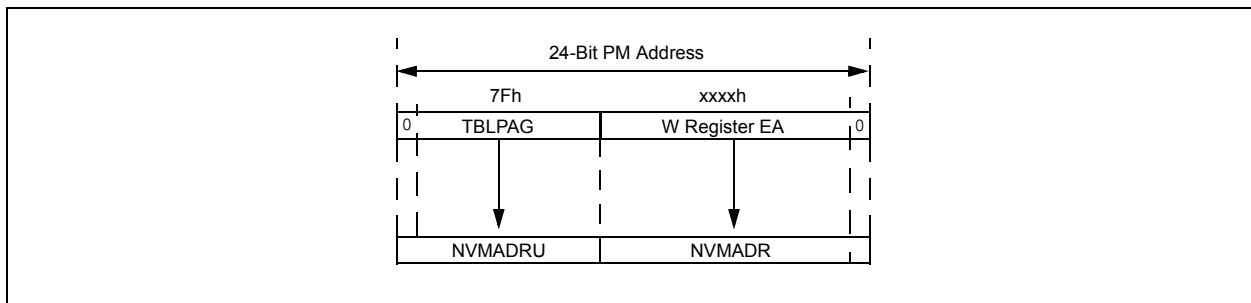 24-Bit PM Address
7Fh xxxxh
0 TBLPAG W Register EA 0
NVMADRU NVMADR